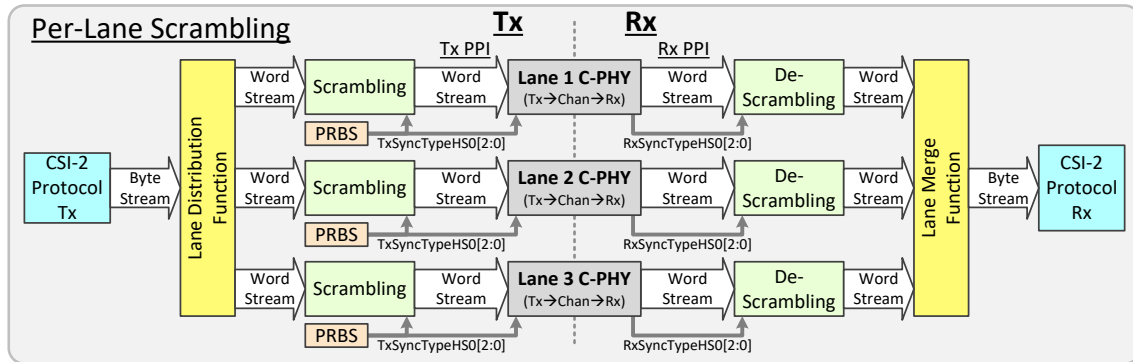 Per-Lane Scrambling
Tx
Rx
Tx PPI
Rx PPI
CSI-2
Protocol
Tx
Byte
Stream
Lane Distribution
Function
Word
Stream
Scrambling
Word
Stream
Lane 1 C-PHY
(Tx→Chan→Rx)
Word
Stream
De-
Scrambling
Word
Stream
PRBS
TxSyncTypeHS0[2:0]
RxSyncTypeHS0[2:0]
Word
Stream
Scrambling
Word
Stream
Lane 2 C-PHY
(Tx→Chan→Rx)
Word
Stream
De-
Scrambling
Word
Stream
PRBS
TxSyncTypeHS0[2:0]
RxSyncTypeHS0[2:0]
Word
Stream
Scrambling
Word
Stream
Lane 3 C-PHY
(Tx→Chan→Rx)
Word
Stream
De-
Scrambling
Word
Stream
PRBS
TxSyncTypeHS0[2:0]
RxSyncTypeHS0[2:0]
Lane Merge
Function
Byte
Stream
CSI-2
Protocol
Rx